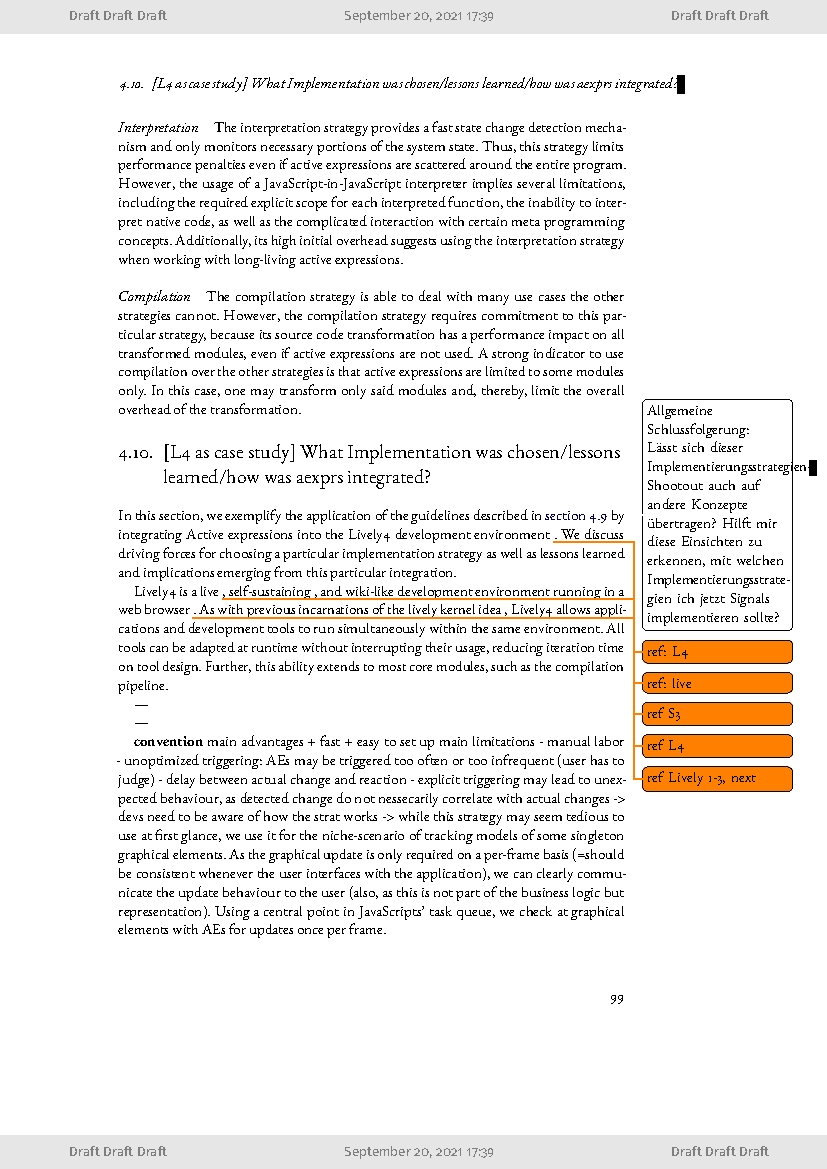 Draft Draft Draft September 20, 2021 17:39 Draft Draft Draft
4.10. [L4 as case study] What Implementation was chosen/lessons learned/how was aexprs integrated?
Interpretation The interpretation strategy provides a fast state change detection mecha-
nism and only monitors necessary portions of the system state. Thus, this strategy limits
performance penalties even if active expressions are scattered around the entire program.
However, the usage of a JavaScript-in-JavaScript interpreter implies several limitations,
including the required explicit scope for each interpreted function, the inability to inter-
pret native code, as well as the complicated interaction with certain meta programming
concepts. Additionally, its high initial overhead suggests using the interpretation strategy
when working with long-living active expressions.
Compilation The compilation strategy is able to deal with many use cases the other
strategies cannot. However, the compilation strategy requires commitment to this par-
ticular strategy, because its source code transformation has a performance impact on all
transformed modules, even if active expressions are not used. A strong indicator to use
compilation over the other strategies is that active expressions are limited to some modules
only. In this case, one may transform only said modules and, thereby, limit the overall
overhead of the transformation.
4.10. [L4 as case study] What Implementation was chosen/lessons
learned/how was aexprs integrated?
In this section, we exemplify the application of the guidelines described in section 4.9 by
integrating Active expressions into the Lively4 development environment . We discuss
driving forces for choosing a particular implementation strategy as well as lessons learned
and implications emerging from this particular integration.
Lively4 is a live , self-sustaining , and wiki-like development environment running in a
web browser . As with previous incarnations of the lively kernel idea , Lively4 allows appli-
cations and development tools to run simultaneously within the same environment. All
tools can be adapted at runtime without interrupting their usage, reducing iteration time
on tool design. Further, this ability extends to most core modules, such as the compilation
pipeline.
—
—
convention main advantages + fast + easy to set up main limitations - manual labor
- unoptimized triggering: AEs may be triggered too often or too infrequent (user has to
judge) - delay between actual change and reaction - explicit triggering may lead to unex-
pected behaviour, as detected change do not nessecarily correlate with actual changes ->
devs need to be aware of how the strat works -> while this strategy may seem tedious to
use at first glance, we use it for the niche-scenario of tracking models of some singleton
graphical elements. As the graphical update is only required on a per-frame basis (=should
be consistent whenever the user interfaces with the application), we can clearly commu-
nicate the update behaviour to the user (also, as this is not part of the business logic but
representation). Using a central point in JavaScripts’ task queue, we check at graphical
elements with AEs for updates once per frame.
Allgemeine
Schlussfolgerung:
Lässt sich dieser
Implementierungsstrategien-
Shootout auch auf
andere Konzepte
übertragen? Hilft mir
diese Einsichten zu
erkennen, mit welchen
Implementierungsstrate-
gien ich jetzt Signals
implementieren sollte?
ref: L4
ref: live
ref S3
ref L4
ref Lively 1-3, next
99
Draft Draft Draft September 20, 2021 17:39 Draft Draft Draft